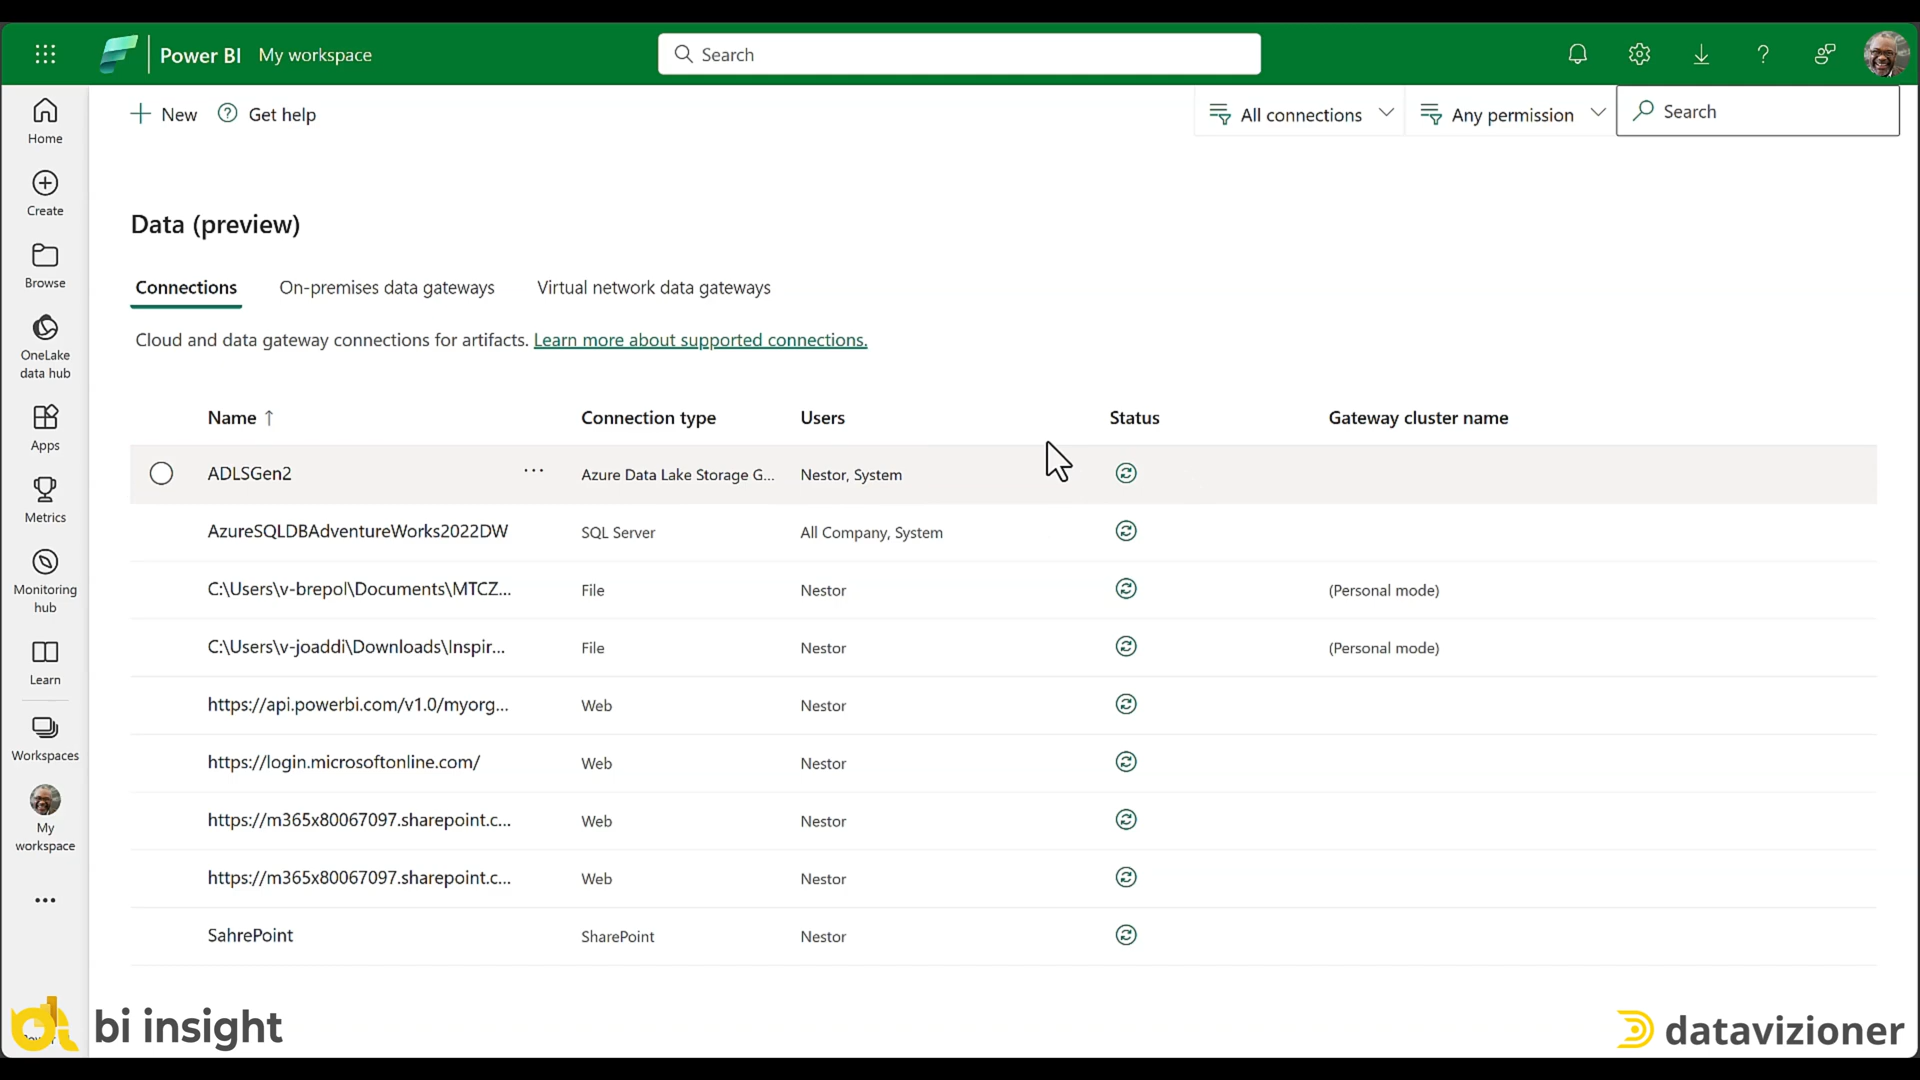 Power BI My workspace Search
+ New Get help All connections Any permission Search
Home
Create
Browse
OneLake
data hub
Apps
Metrics
Monitoring
hub
Learn
Workspaces
My
workspace
Data (preview)
Connections On-premises data gateways Virtual network data gateways
Cloud and data gateway connections for artifacts. Learn more about supported connections.
Name ↑ Connection type Users Status Gateway cluster name
ADLSGen2 ... Azure Data Lake Storage G... Nestor, System
AzureSQLDBAdventureWorks2022DW SQL Server All Company, System
C:\Users\v-brepol\Documents\MTCZ... File Nestor (Personal mode)
C:\Users\v-joaddi\Downloads\Inspir... File Nestor (Personal mode)
https://api.powerbi.com/v1.0/myorg... Web Nestor
https://login.microsoftonline.com/ Web Nestor
https://m365x80067097.sharepoint.c... Web Nestor
https://m365x80067097.sharepoint.c... Web Nestor
SahrePoint SharePoint Nestor
bi insight
datavizioner